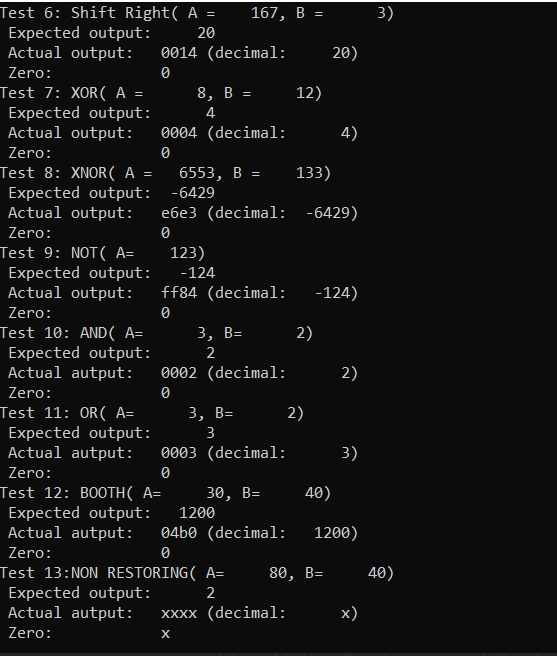 Test 6: Shift Right( A =    167, B =      3)
 Expected output:     20
 Actual output:   0014 (decimal:     20)
 Zero:            0
Test 7: XOR( A =      8, B =     12)
 Expected output:      4
 Actual output:   0004 (decimal:      4)
 Zero:            0
Test 8: XNOR( A =   6553, B =    133)
 Expected output:  -6429
 Actual output:   e6e3 (decimal:  -6429)
 Zero:            0
Test 9: NOT( A=    123)
 Expected output:   -124
 Actual output:   ff84 (decimal:   -124)
 Zero:            0
Test 10: AND( A=      3, B=      2)
 Expected output:      2
 Actual autput:   0002 (decimal:      2)
 Zero:            0
Test 11: OR( A=      3, B=      2)
 Expected output:      3
 Actual autput:   0003 (decimal:      3)
 Zero:            0
Test 12: BOOTH( A=     30, B=     40)
 Expected output:   1200
 Actual autput:   04b0 (decimal:   1200)
 Zero:            0
Test 13:NON RESTORING( A=     80, B=     40)
 Expected output:      2
 Actual autput:   xxxx (decimal:      x)
 Zero:            x